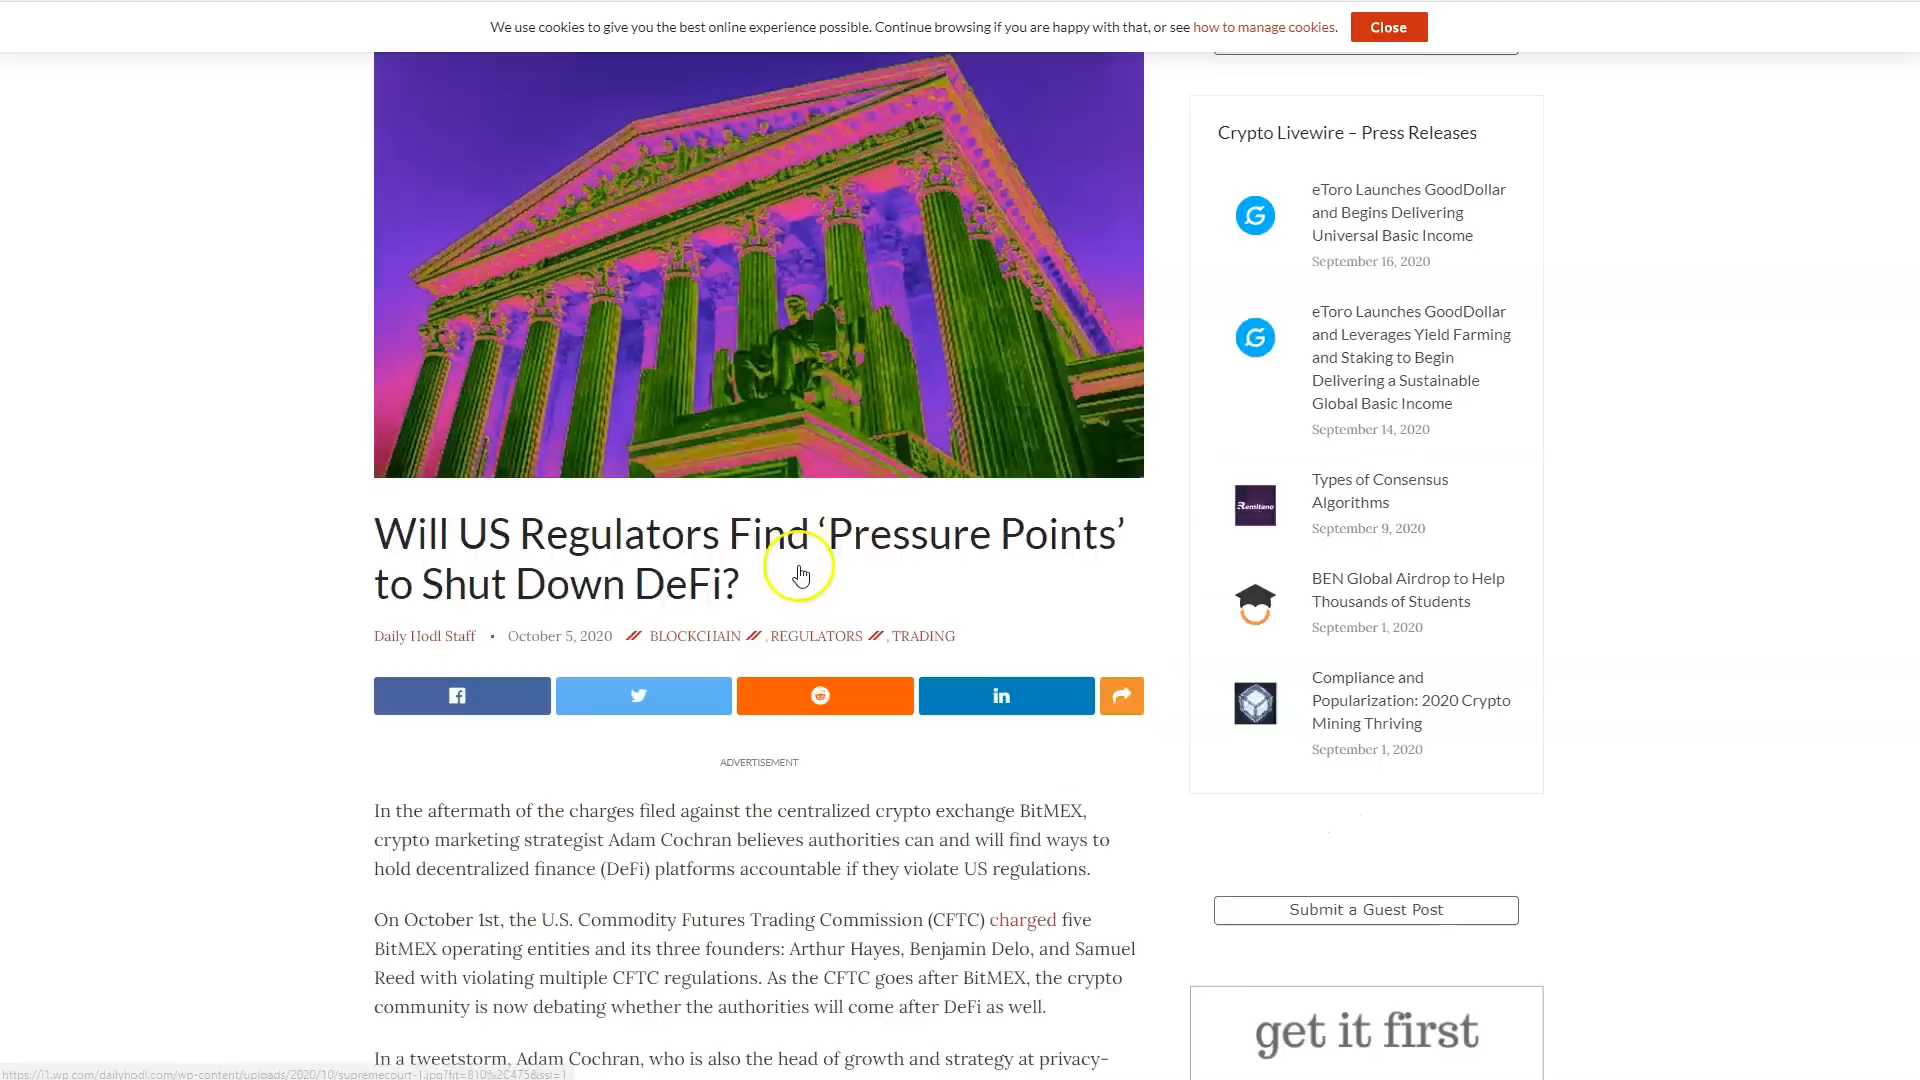 We use cookies to give you the best online experience possible. Continue browsing if you are happy with that, or see how to manage cookies.
Close
Will US Regulators Find ‘Pressure Points’
to Shut Down DeFi?
Daily Hodl Staff • October 5, 2020 // BLOCKCHAIN // , REGULATORS // , TRADING
ADVERTISEMENT
In the aftermath of the charges filed against the centralized crypto exchange BitMEX,
crypto marketing strategist Adam Cochran believes authorities can and will find ways to
hold decentralized finance (DeFi) platforms accountable if they violate US regulations.
On October 1st, the U.S. Commodity Futures Trading Commission (CFTC) charged five
BitMEX operating entities and its three founders: Arthur Hayes, Benjamin Delo, and Samuel
Reed with violating multiple CFTC regulations. As the CFTC goes after BitMEX, the crypto
community is now debating whether the authorities will come after DeFi as well.
In a tweetstorm, Adam Cochran, who is also the head of growth and strategy at privacy-
Crypto Livewire – Press Releases
eToro Launches GoodDollar
and Begins Delivering
Universal Basic Income
September 16, 2020
eToro Launches GoodDollar
and Leverages Yield Farming
and Staking to Begin
Delivering a Sustainable
Global Basic Income
September 14, 2020
Remitano
Types of Consensus
Algorithms
September 9, 2020
BEN Global Airdrop to Help
Thousands of Students
September 1, 2020
Compliance and
Popularization: 2020 Crypto
Mining Thriving
September 1, 2020
Submit a Guest Post
get it first
https://i1.wp.com/dailyhodl.com/wp-content/uploads/2020/10/supremecourt-1.jpg?fit=810%2C475&ssl=1